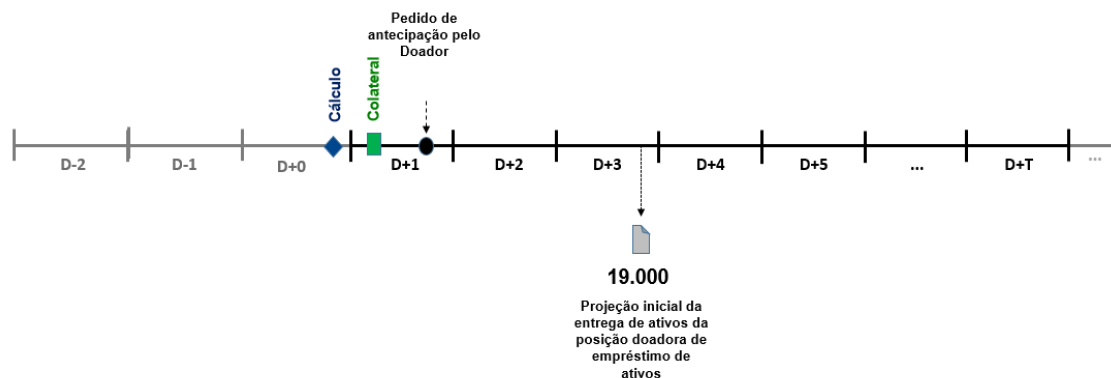 Pedido de
antecipação pelo
Doador
Cálculo
Colateral
D-2
D-1
D+0
D+1
D+2
D+3
D+4
D+5
...
D+T
...
19.000
Projeção inicial da
entrega de ativos da
posição doadora de
empréstimo de
ativos